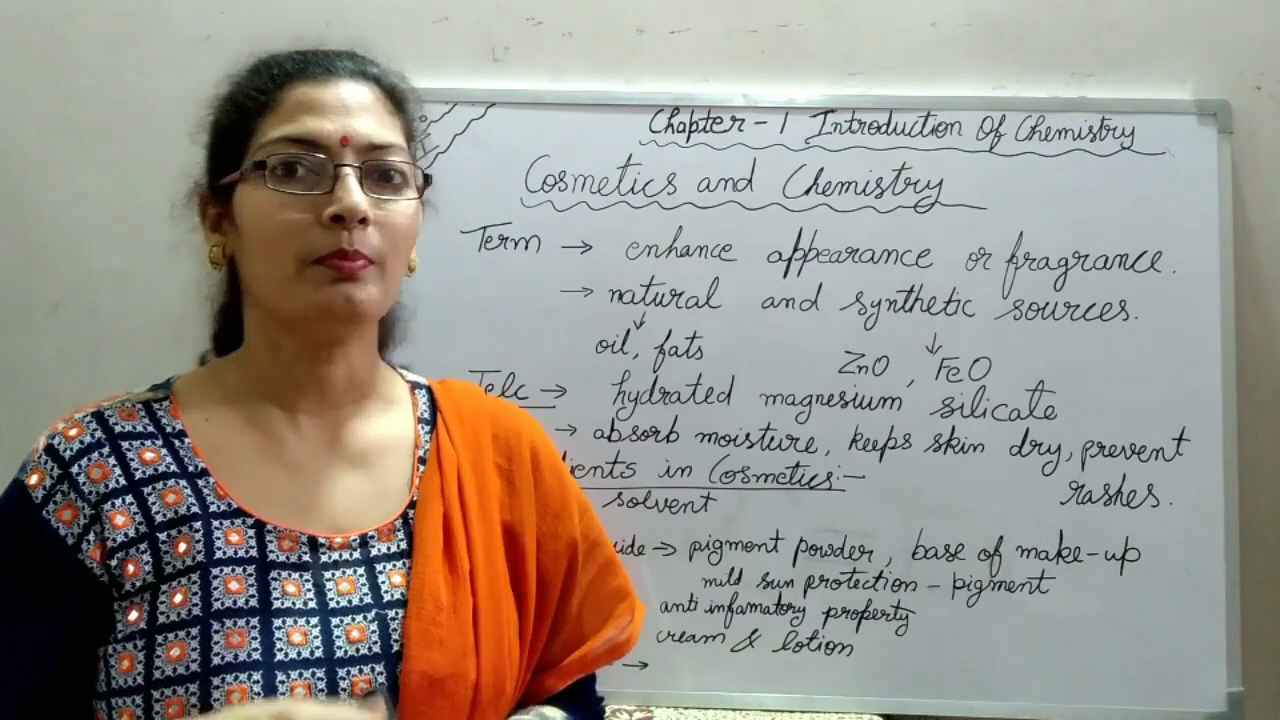 Chapter - 1 Introduction Of Chemistry
Cosmetics and Chemistry
Term → enhance appearance or fragrance.
→ natural and synthetic sources.
oil, fats ZnO, FeO
Telc → hydrated magnesium silicate
→ absorb moisture, keeps skin dry, prevent
rashes.
dients in Cosmetics:-
solvent
ide → pigment powder, base of make-up
mild sun protection - pigment
anti infamatory property
cream & lotion
→